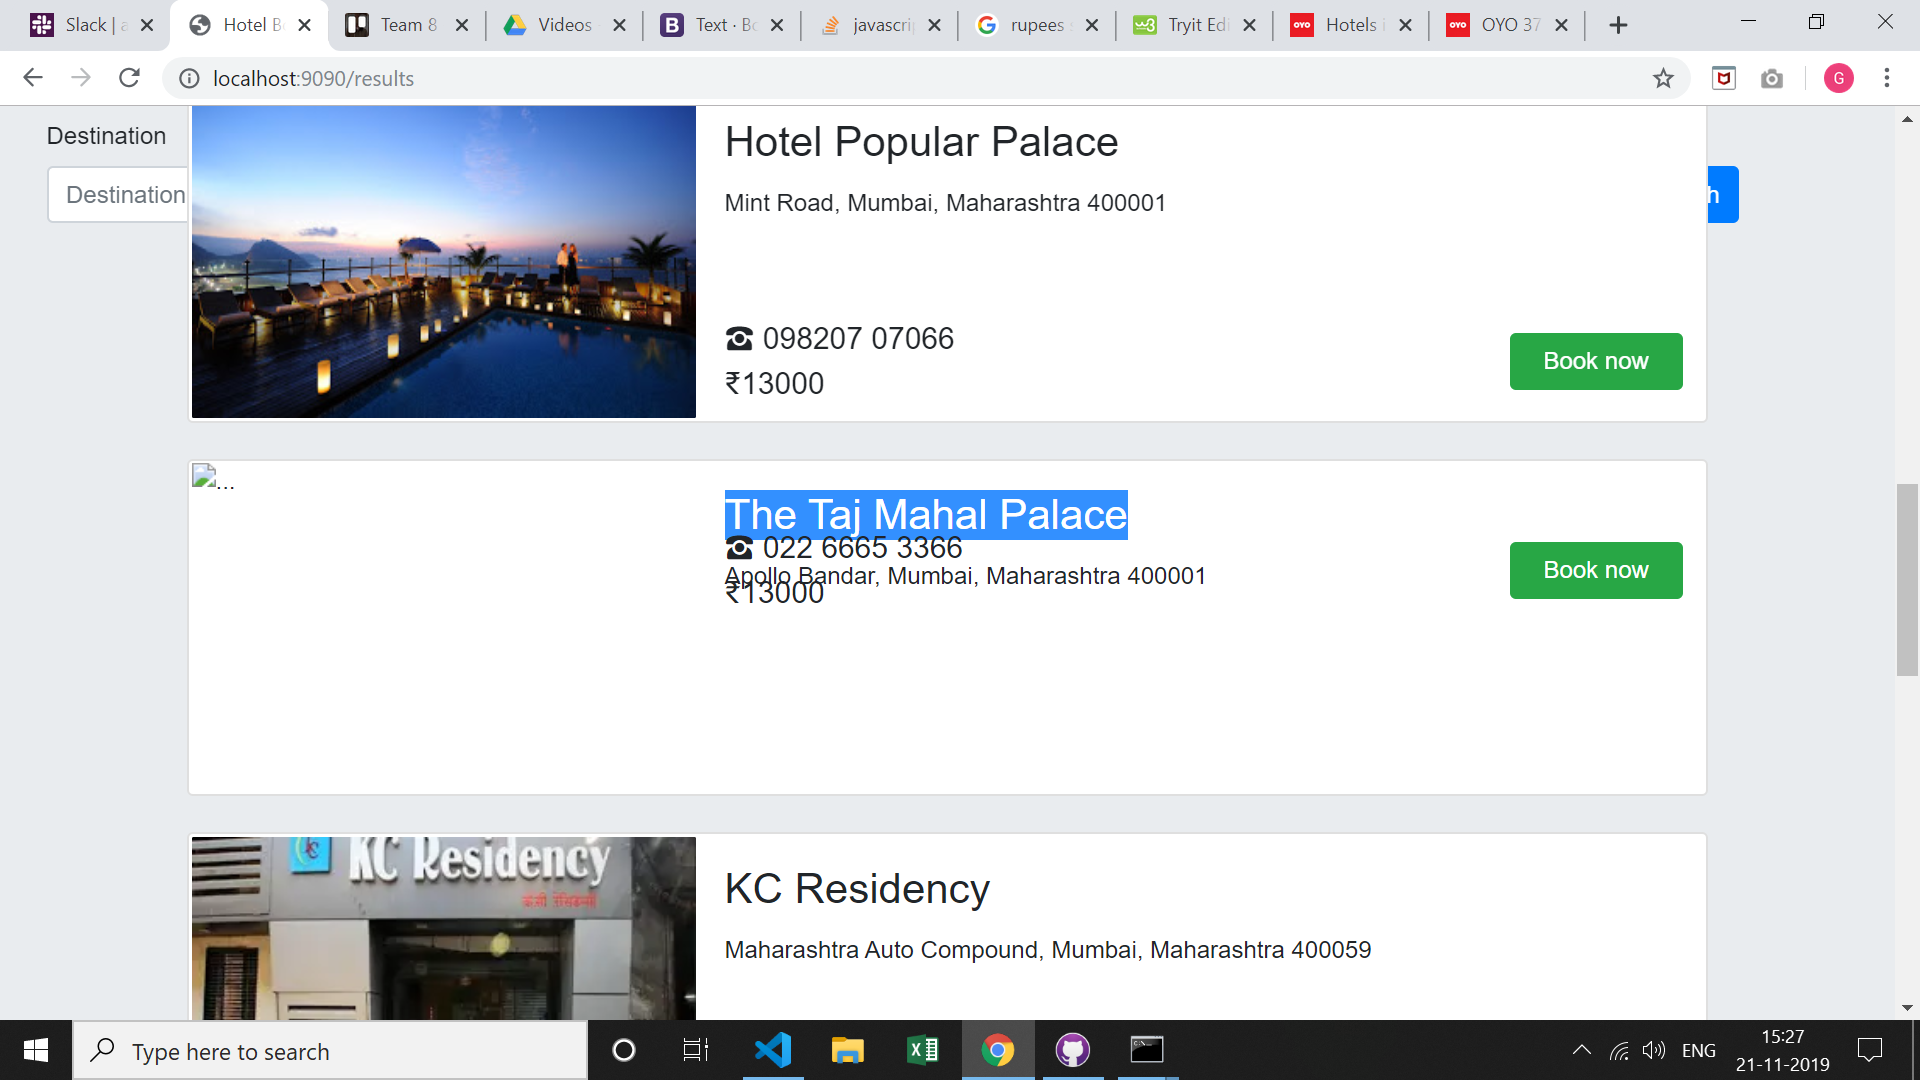 Slack | a
Hotel B
Team 8
Videos
Text · Bo
javascri
rupees s
Tryit Edi
Hotels i
OYO 37
localhost:9090/results
G
Destination
Destination
h
Hotel Popular Palace
Mint Road, Mumbai, Maharashtra 400001
☎ 098207 07066
₹13000
Book now
...
The Taj Mahal Palace
☎ 022 6665 3366
Apollo Bandar, Mumbai, Maharashtra 400001
₹13000
Book now
KC Residency
केसी रेसिडेन्सी
KC Residency
Maharashtra Auto Compound, Mumbai, Maharashtra 400059
Type here to search
ENG
15:27
21-11-2019